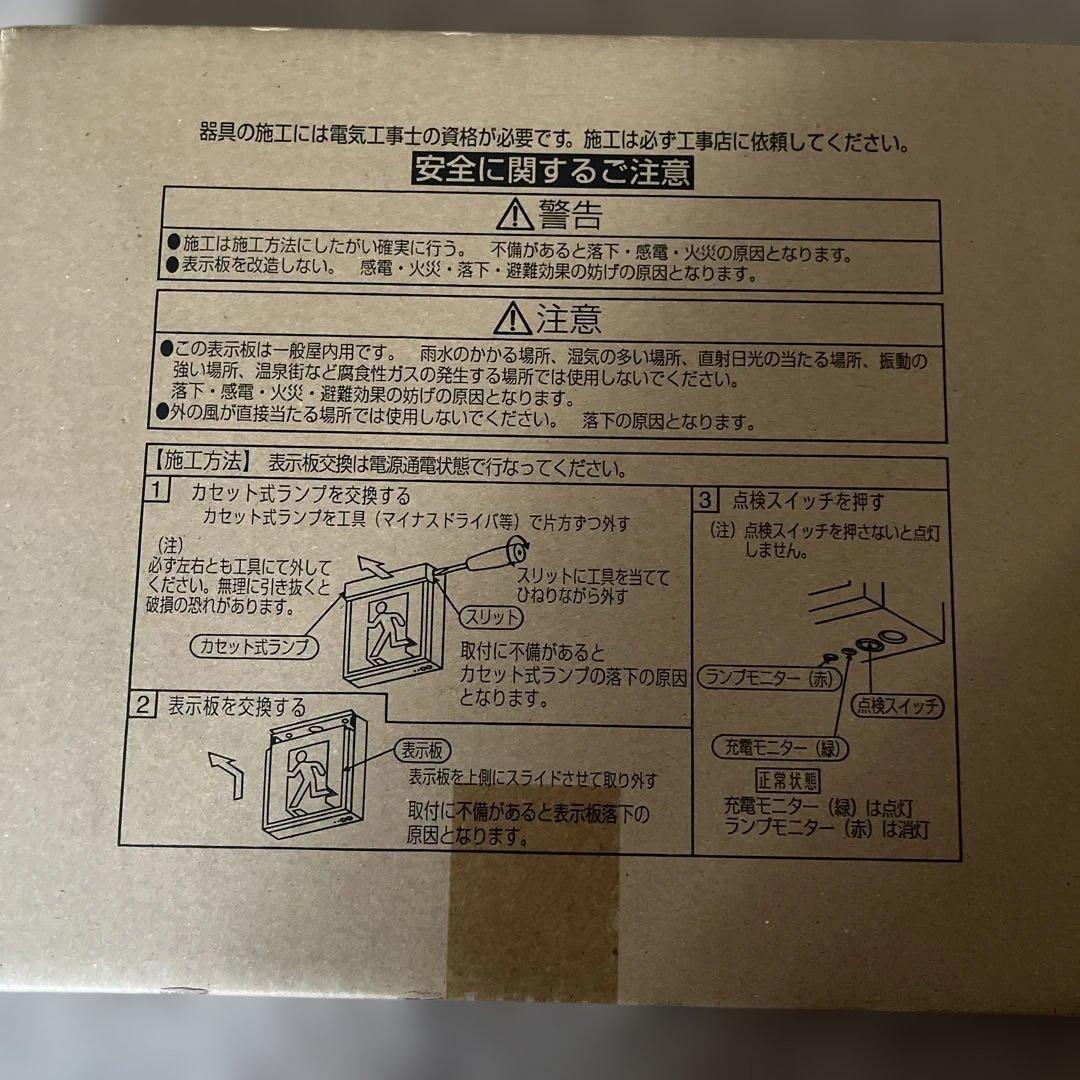 器具の施工には電気工事士の資格が必要です。施工は必ず工事店に依頼してください。
安全に関するご注意
⚠警告
●施工は施工方法にしたがい確実に行う。 不備があると落下・感電・火災の原因となります。
●表示板を改造しない。 感電・火災・落下・避難効果の妨げの原因となります。
⚠注意
●この表示板は一般屋内用です。 雨水のかかる場所、湿気の多い場所、直射日光の当たる場所、振動の
強い場所、温泉街など腐食性ガスの発生する場所では使用しないでください。
落下・感電・火災・避難効果の妨げの原因となります。
●外の風が直接当たる場所では使用しないでください。 落下の原因となります。
【施工方法】 表示板交換は電源通電状態で行なってください。
1 カセット式ランプを交換する
カセット式ランプを工具（マイナスドライバ等）で片方ずつ外す
（注）
必ず左右とも工具にて外して
ください。無理に引き抜くと
破損の恐れがあります。
スリットに工具を当てて
ひねりながら外す
スリット
カセット式ランプ
取付に不備があると
カセット式ランプの落下の原因
となります。
2 表示板を交換する
表示板
表示板を上側にスライドさせて取り外す
取付に不備があると表示板落下の
原因となります。
3 点検スイッチを押す
（注）点検スイッチを押さないと点灯
しません。
ランプモニター（赤）
点検スイッチ
充電モニター（緑）
正常状態
充電モニター（緑）は点灯
ランプモニター（赤）は消灯